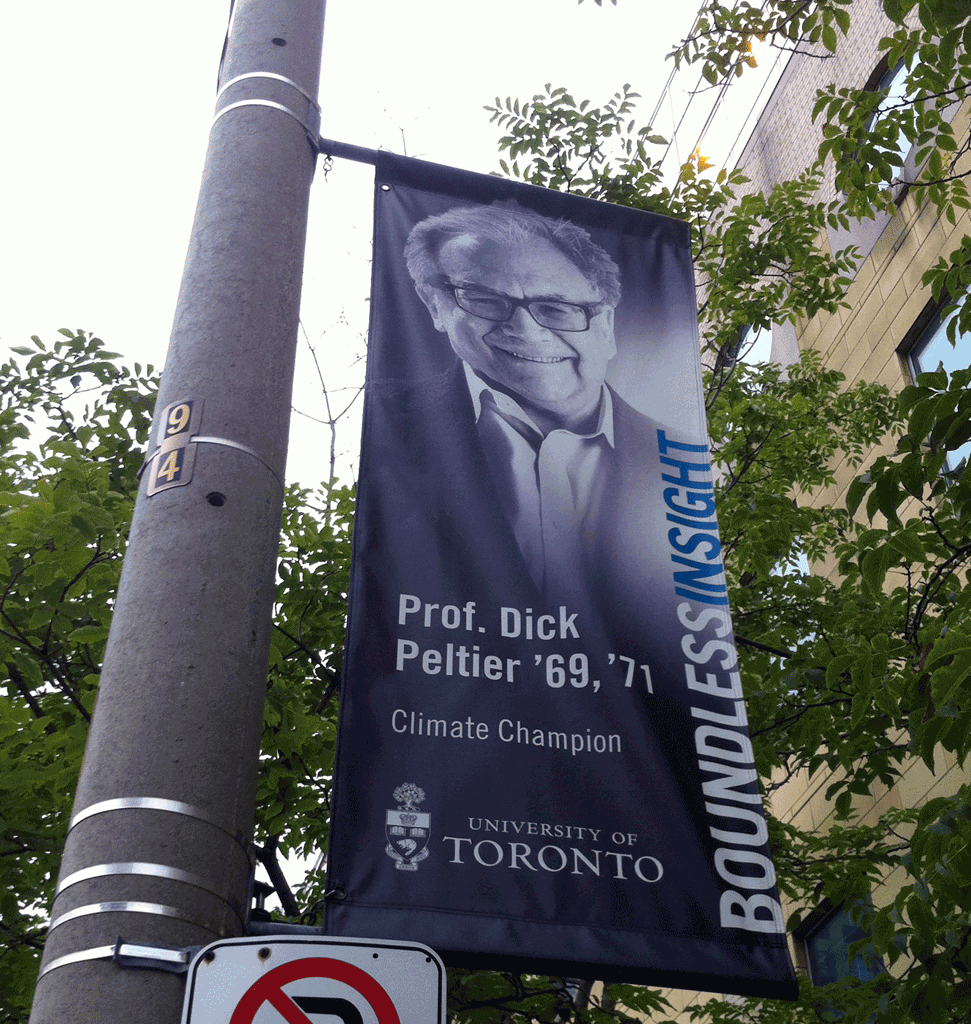 9
4
Prof. Dick
Peltier ’69, ’71
Climate Champion
UNIVERSITY OF
TORONTO
BOUNDLESSINSIGHT